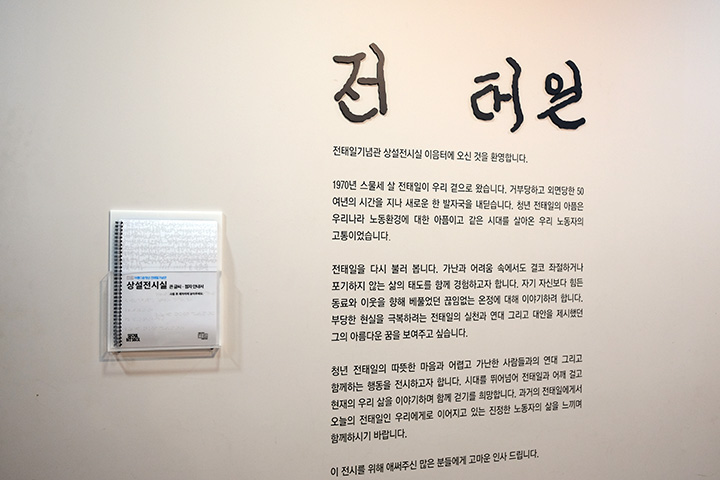 전 태일
전태일기념관 상설전시실 이음터에 오신 것을 환영합니다.
1970년 스물세 살 전태일이 우리 곁으로 왔습니다. 거부당하고 외면당한 50
여년의 시간을 지나 새로운 한 발자국을 내딛습니다. 청년 전태일의 아픔은
우리나라 노동환경에 대한 아픔이고 같은 시대를 살아온 우리 노동자의
고통이었습니다.
전태일을 다시 불러 봅니다. 가난과 어려움 속에서도 결코 좌절하거나
포기하지 않는 삶의 태도를 함께 경험하고자 합니다. 자기 자신보다 힘든
동료와 이웃을 향해 베풀었던 끊임없는 온정에 대해 이야기하려 합니다.
부당한 현실을 극복하려는 전태일의 실천과 연대 그리고 대안을 제시했던
그의 아름다운 꿈을 보여주고 싶습니다.
청년 전태일의 따뜻한 마음과 어렵고 가난한 사람들과의 연대 그리고
함께하는 행동을 전시하고자 합니다. 시대를 뛰어넘어 전태일과 어깨 걸고
현재의 우리 삶을 이야기하며 함께 걷기를 희망합니다. 과거의 전태일에게서
오늘의 전태일인 우리에게로 이어지고 있는 진정한 노동자의 삶을 느끼며
함께하시기 바랍니다.
이 전시를 위해 애써주신 많은 분들에게 고마운 인사 드립니다.
상설전시실 큰 글씨 · 점자 안내서